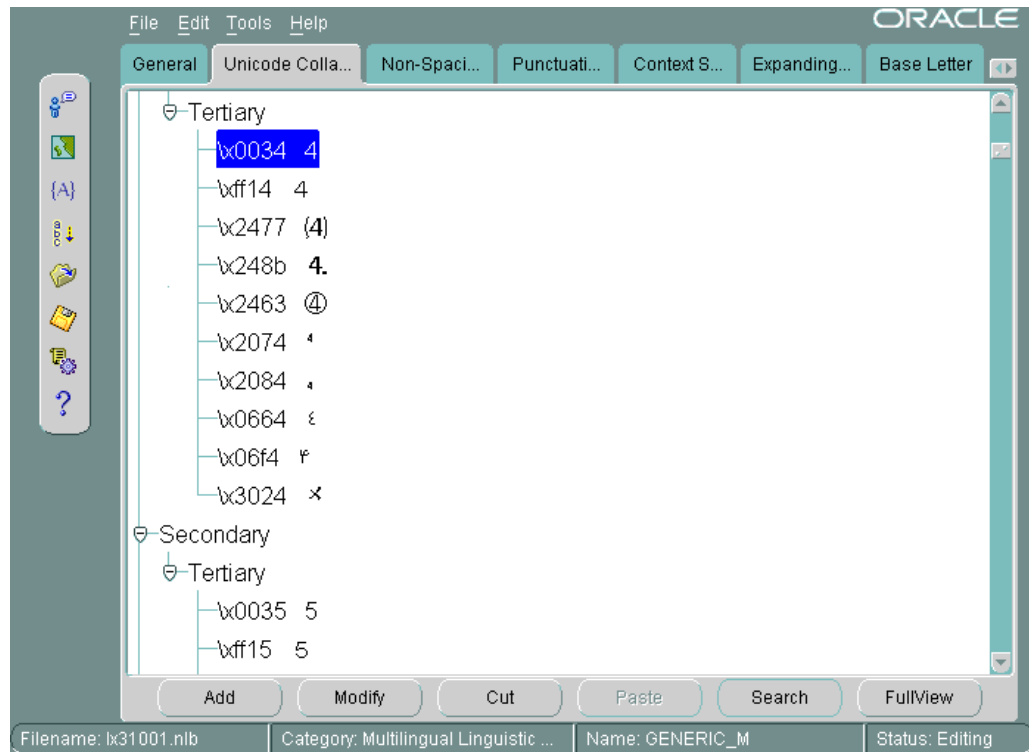 File Edit Tools Help ORACLE
General Unicode Colla... Non-Spaci... Punctuati... Context S... Expanding... Base Letter
{A}
a
b
c
?
Tertiary
\x0034 4
\xff14 4
\x2477 (4)
\x248b 4.
\x2463 ④
\x2074 ⁴
\x2084 ₄
\x0664 ٤
\x06f4 ۴
\x3024 〤
Secondary
Tertiary
\x0035 5
\xff15 5
Add Modify Cut Paste Search FullView
Filename: lx31001.nlb Category: Multilingual Linguistic ... Name: GENERIC_M Status: Editing